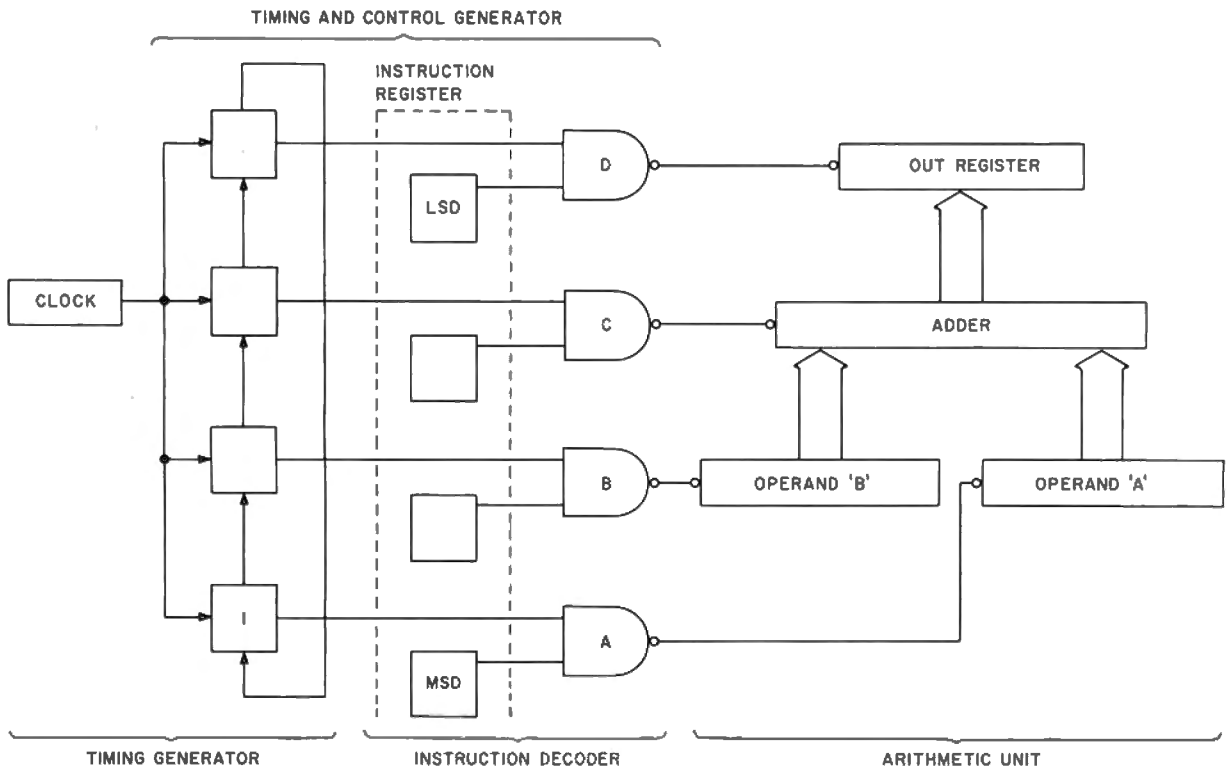 TIMING AND CONTROL GENERATOR
INSTRUCTION
REGISTER
D
OUT REGISTER
LSD
CLOCK
C
ADDER
B
OPERAND 'B'
OPERAND 'A'
I
A
MSD
TIMING GENERATOR
INSTRUCTION DECODER
ARITHMETIC UNIT